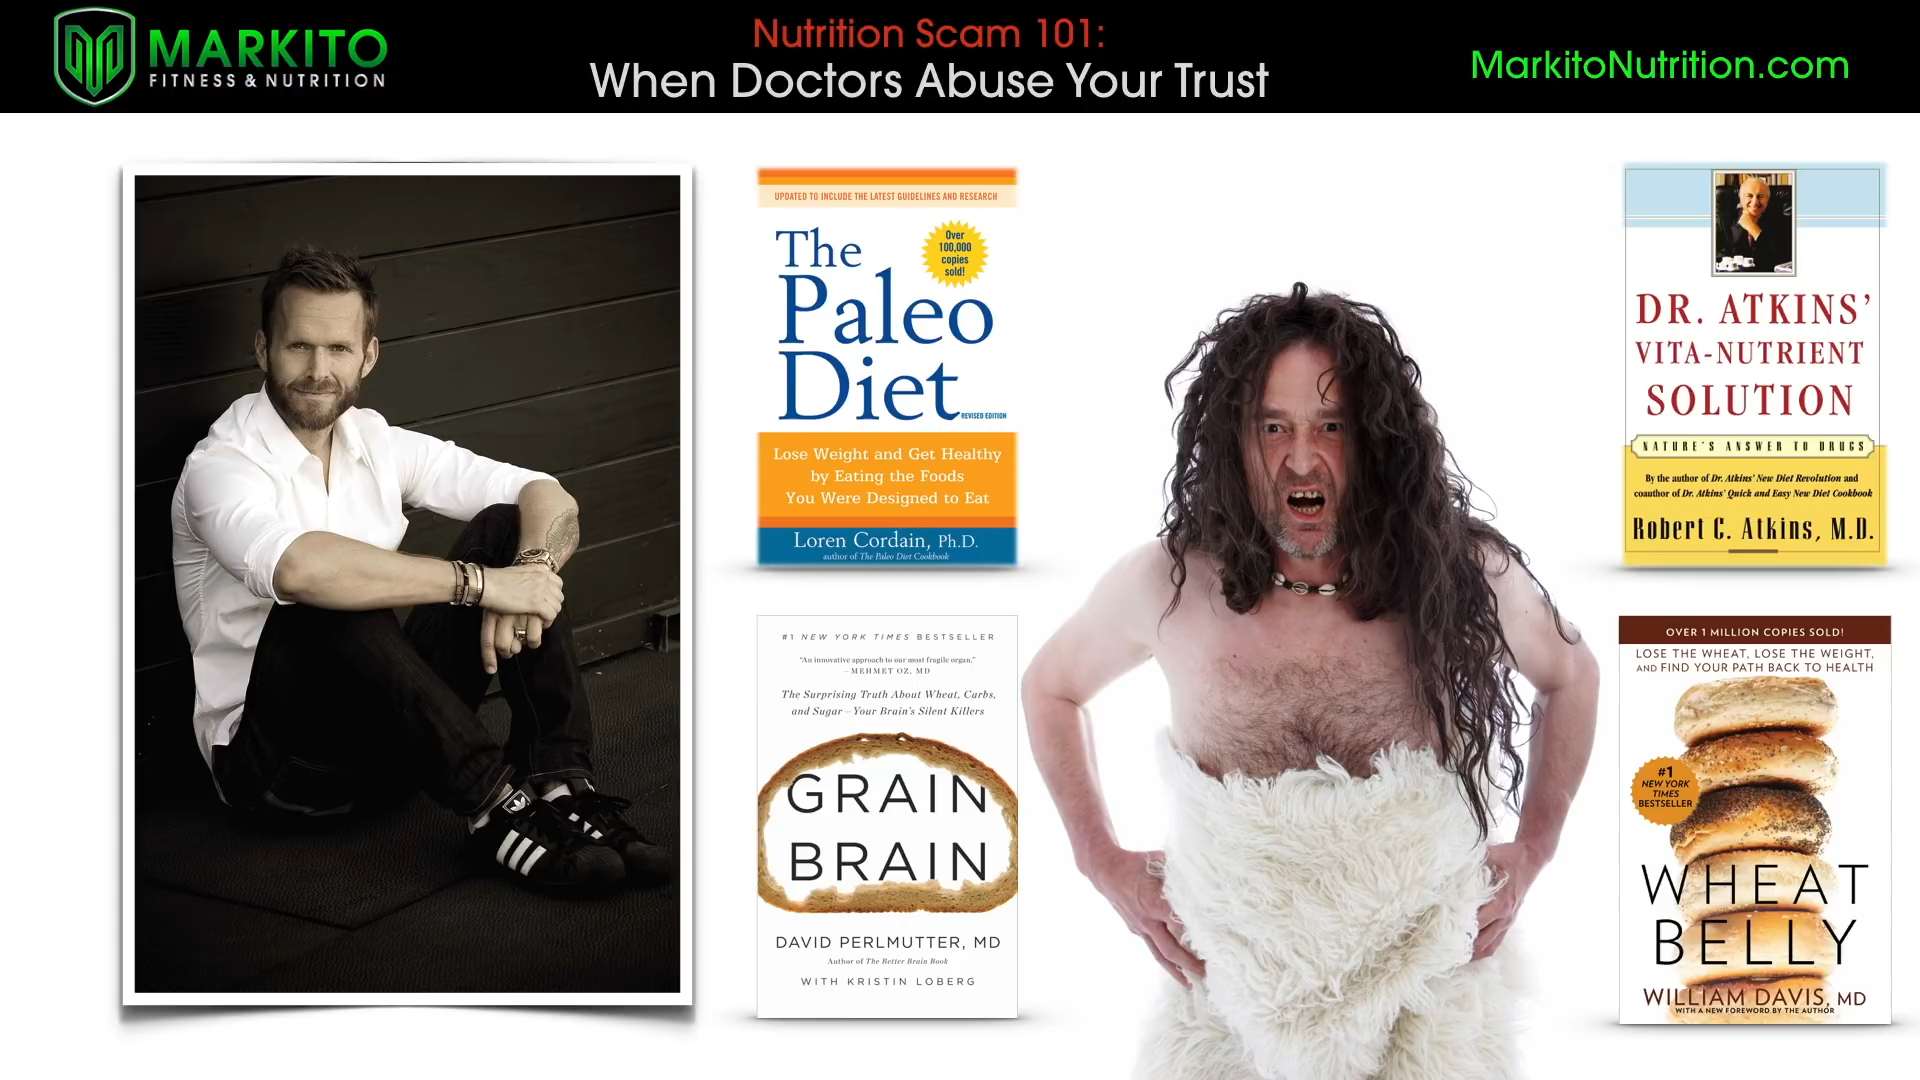 MARKITO
FITNESS & NUTRITION
Nutrition Scam 101:
When Doctors Abuse Your Trust
MarkitoNutrition.com
UPDATED TO INCLUDE THE LATEST GUIDELINES AND RESEARCH
The
Paleo
Diet
Over
100,000
copies
sold!
REVISED EDITION
Lose Weight and Get Healthy
by Eating the Foods
You Were Designed to Eat
Loren Cordain, Ph.D.
author of The Paleo Diet Cookbook
DR. ATKINS'
VITA-NUTRIENT
SOLUTION
NATURE'S ANSWER TO DRUGS
By the author of Dr. Atkins' New Diet Revolution and
coauthor of Dr. Atkins' Quick and Easy New Diet Cookbook
Robert C. Atkins, M.D.
#1 NEW YORK TIMES BESTSELLER
"An innovative approach to our most fragile organ."
—MEHMET OZ, MD
The Surprising Truth About Wheat, Carbs,
and Sugar—Your Brain's Silent Killers
GRAIN
BRAIN
DAVID PERLMUTTER, MD
Author of The Better Brain Book
WITH KRISTIN LOBERG
OVER 1 MILLION COPIES SOLD!
LOSE THE WHEAT, LOSE THE WEIGHT,
AND FIND YOUR PATH BACK TO HEALTH
#1
NEW YORK
TIMES
BESTSELLER
WHEAT
BELLY
WILLIAM DAVIS, MD
WITH A NEW FOREWORD BY THE AUTHOR